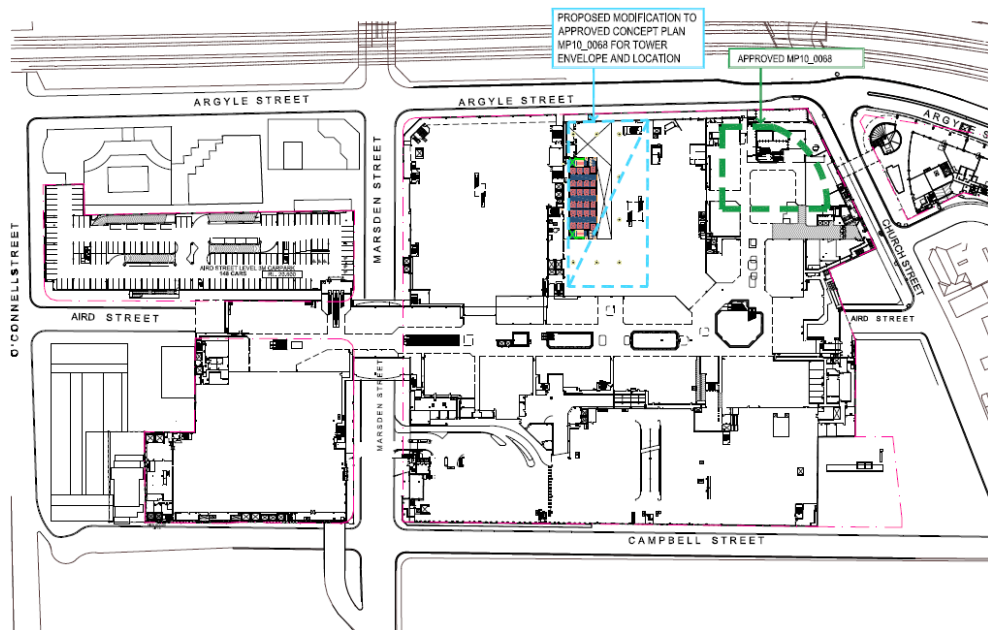 PROPOSED MODIFICATION TO
APPROVED CONCEPT PLAN
MP10_0068 FOR TOWER
ENVELOPE AND LOCATION
APPROVED MP10_0068
ARGYLE STREET
ARGYLE STREET
ARGYLE STREET
MARSDEN STREET
O'CONNELL STREET
AIRD STREET LEVEL 3M CARPARK
148 CARS
CHURCH STREET
AIRD STREET
AIRD STREET
MARSDEN STREET
CAMPBELL STREET